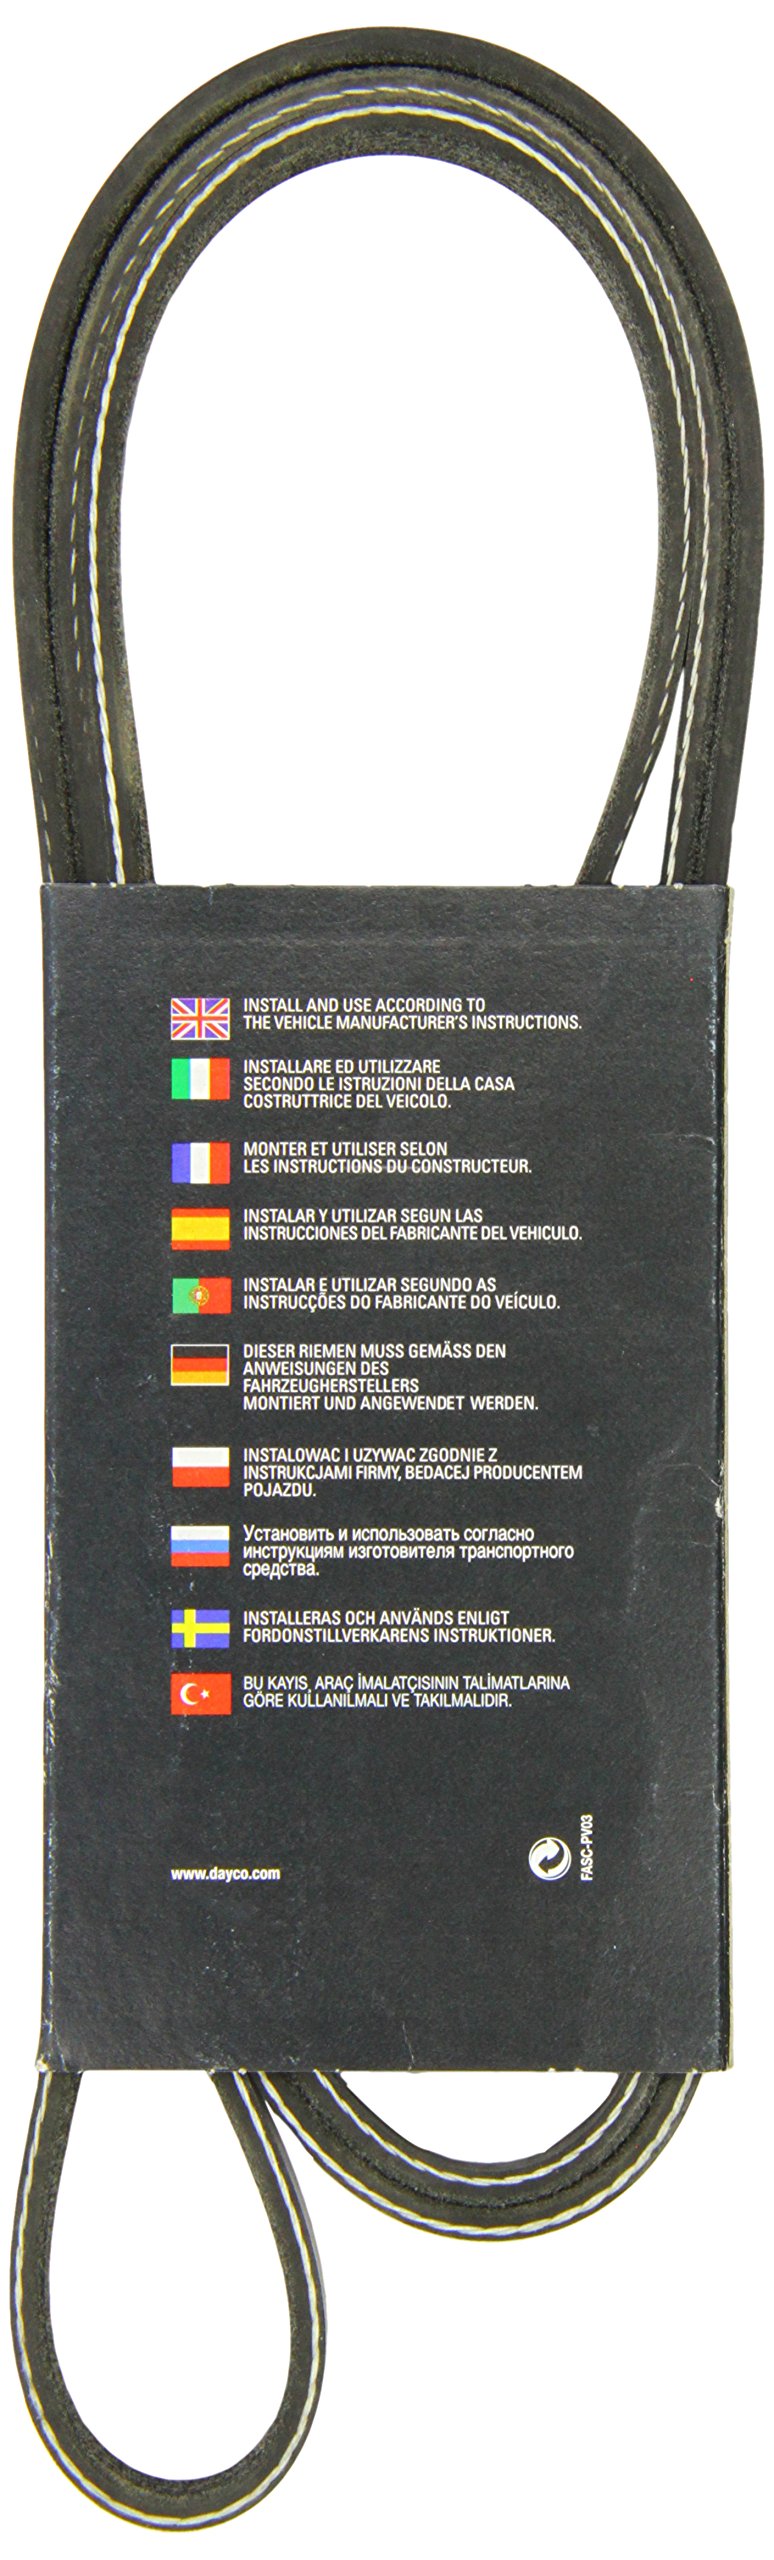 INSTALL AND USE ACCORDING TO
THE VEHICLE MANUFACTURER'S INSTRUCTIONS.
INSTALLARE ED UTILIZZARE
SECONDO LE ISTRUZIONI DELLA CASA
COSTRUTTRICE DEL VEICOLO.
MONTER ET UTILISER SELON
LES INSTRUCTIONS DU CONSTRUCTEUR.
INSTALAR Y UTILIZAR SEGUN LAS
INSTRUCCIONES DEL FABRICANTE DEL VEHICULO.
INSTALAR E UTILIZAR SEGUNDO AS
INSTRUCÇÕES DO FABRICANTE DO VEÍCULO.
DIESER RIEMEN MUSS GEMÄSS DEN
ANWEISUNGEN DES
FAHRZEUGHERSTELLERS
MONTIERT UND ANGEWENDET WERDEN.
INSTALOWAC I UZYWAC ZGODNIE Z
INSTRUKCJAMI FIRMY, BEDACEJ PRODUCENTEM
POJAZDU.
Установить и использовать согласно
инструкциям изготовителя транспортного
средства.
INSTALLERAS OCH ANVÄNDS ENLIGT
FORDONSTILLVERKARENS INSTRUKTIONER.
BU KAYIS, ARAÇ İMALATÇISININ TALİMATLARINA
GÖRE KULLANILMALI VE TAKILMALIDIR.
www.dayco.com
FASC-PV03